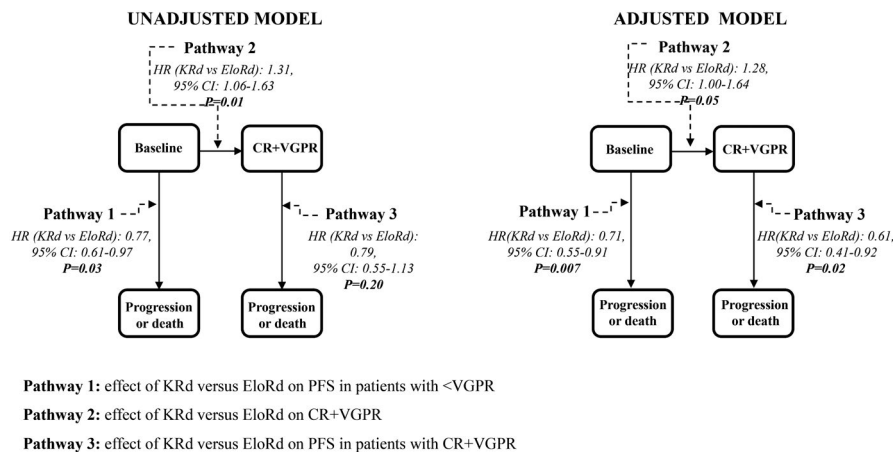 UNADJUSTED MODEL
Pathway 2
HR (KRd vs EloRd): 1.31,
95% CI: 1.06-1.63
P=0.01
Baseline
CR+VGPR
Pathway 1
HR (KRd vs EloRd): 0.77,
95% CI: 0.61-0.97
P=0.03
Pathway 3
HR (KRd vs EloRd):
0.79,
95% CI: 0.55-1.13
P=0.20
Progression
or death
Progression
or death
ADJUSTED MODEL
Pathway 2
HR (KRd vs EloRd): 1.28,
95% CI: 1.00-1.64
P=0.05
Baseline
CR+VGPR
Pathway 1
HR(KRd vs EloRd): 0.71,
95% CI: 0.55-0.91
P=0.007
Pathway 3
HR(KRd vs EloRd): 0.61,
95% CI: 0.41-0.92
P=0.02
Progression
or death
Progression
or death
Pathway 1: effect of KRd versus EloRd on PFS in patients with <VGPR
Pathway 2: effect of KRd versus EloRd on CR+VGPR
Pathway 3: effect of KRd versus EloRd on PFS in patients with CR+VGPR